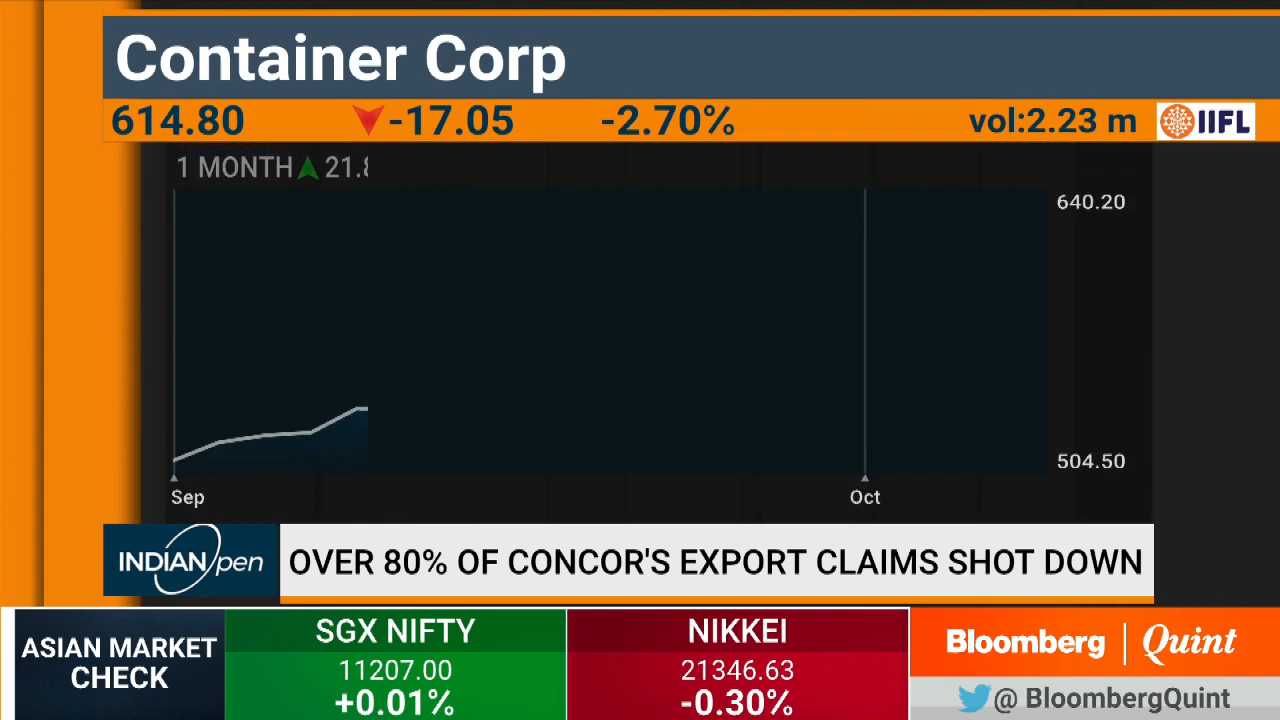 Container Corp
614.80 -17.05 -2.70% vol:2.23 m IIFL
1 MONTH 21.
640.20
504.50
Sep Oct
INDIAN pen OVER 80% OF CONCOR'S EXPORT CLAIMS SHOT DOWN
ASIAN MARKET CHECK
SGX NIFTY
11207.00
+0.01%
NIKKEI
21346.63
-0.30%
Bloomberg | Quint
@ BloombergQuint